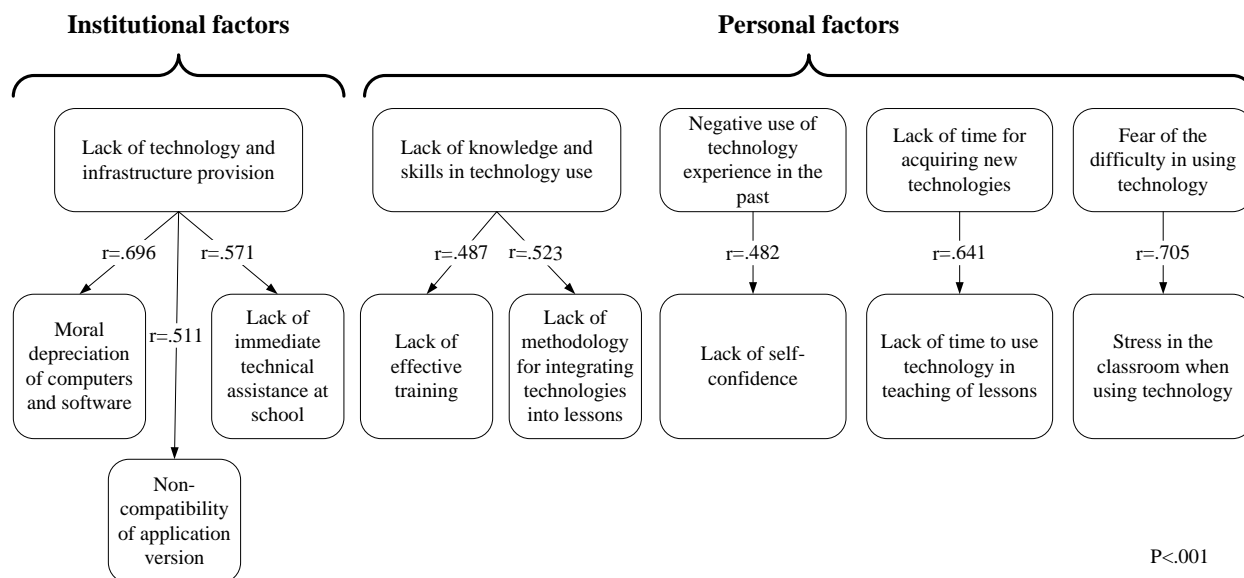 Institutional factors
Personal factors
Lack of technology and
infrastructure provision
Lack of knowledge and
skills in technology use
Negative use of
technology
experience in the
past
Lack of time for
acquiring new
technologies
Fear of the
difficulty in using
technology
r=.696
r=.571
r=.511
r=.487
r=.523
r=.482
r=.641
r=.705
Moral
depreciation
of computers
and software
Lack of
immediate
technical
assistance at
school
Lack of
effective
training
Lack of
methodology
for integrating
technologies
into lessons
Lack of self-
confidence
Lack of time to use
technology in
teaching of lessons
Stress in the
classroom when
using technology
Non-
compatibility
of application
version
P<.001